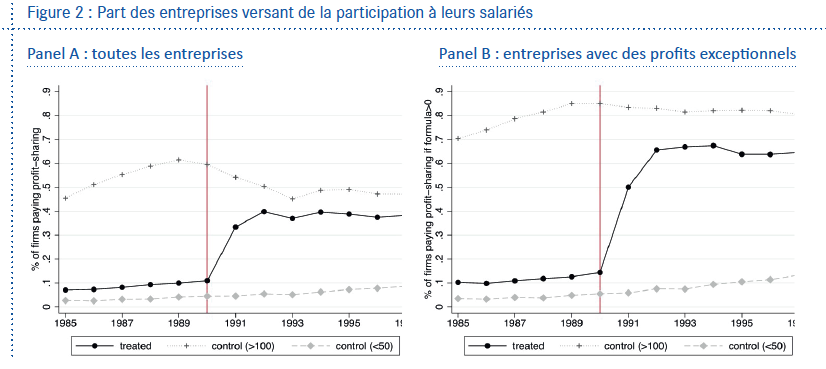 Figure 2 : Part des entreprises versant de la participation à leurs salariés
Panel A : toutes les entreprises
% of firms paying profit-sharing
.9
.8
.7
.6
.5
.4
.3
.2
.1
0
1985 1987 1989 1991 1993 1995 19
treated control (>100) control (<50)
Panel B : entreprises avec des profits exceptionnels
% of firms paying profit-sharing if formula>0
.9
.8
.7
.6
.5
.4
.3
.2
.1
0
1985 1987 1989 1991 1993 1995 19
treated control (>100) control (<50)